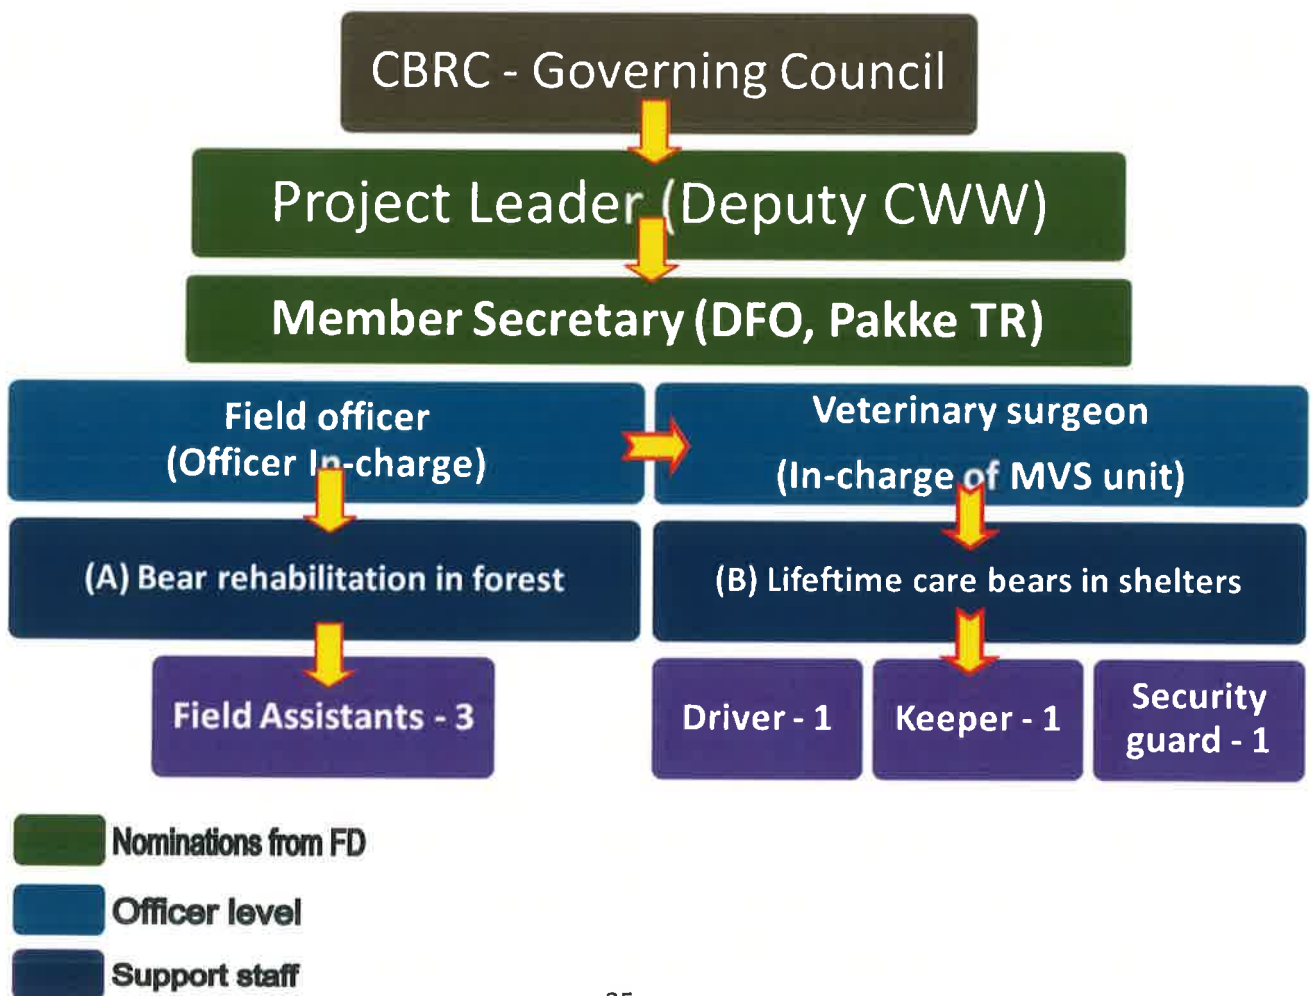 CBRC - Governing Council
Project Leader (Deputy CWW)
Member Secretary (DFO, Pakke TR)
Field officer
(Officer In-charge)
Veterinary surgeon
(In-charge of MVS unit)
(A) Bear rehabilitation in forest
(B) Lifeftime care bears in shelters
Field Assistants - 3
Driver - 1
Keeper - 1
Security
guard - 1
Nominations from FD
Officer level
Support staff